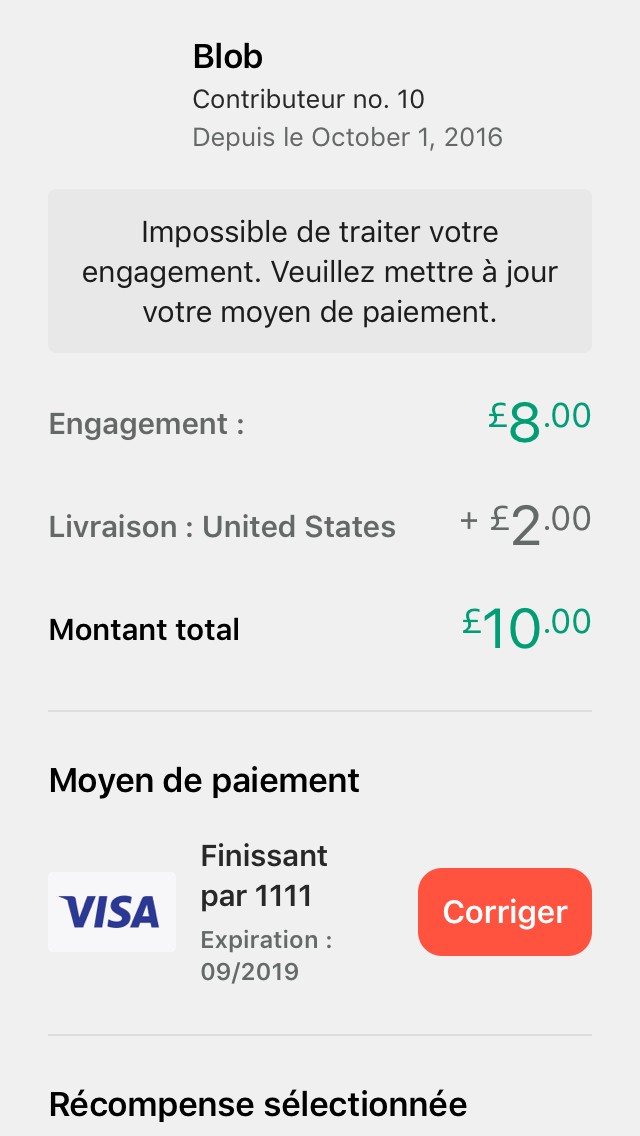 Blob
Contributeur no. 10
Depuis le October 1, 2016
Impossible de traiter votre
engagement. Veuillez mettre à jour
votre moyen de paiement.
Engagement : £8.00
Livraison : United States + £2.00
Montant total £10.00
Moyen de paiement
VISA
Finissant
par 1111
Expiration :
09/2019
Corriger
Récompense sélectionnée